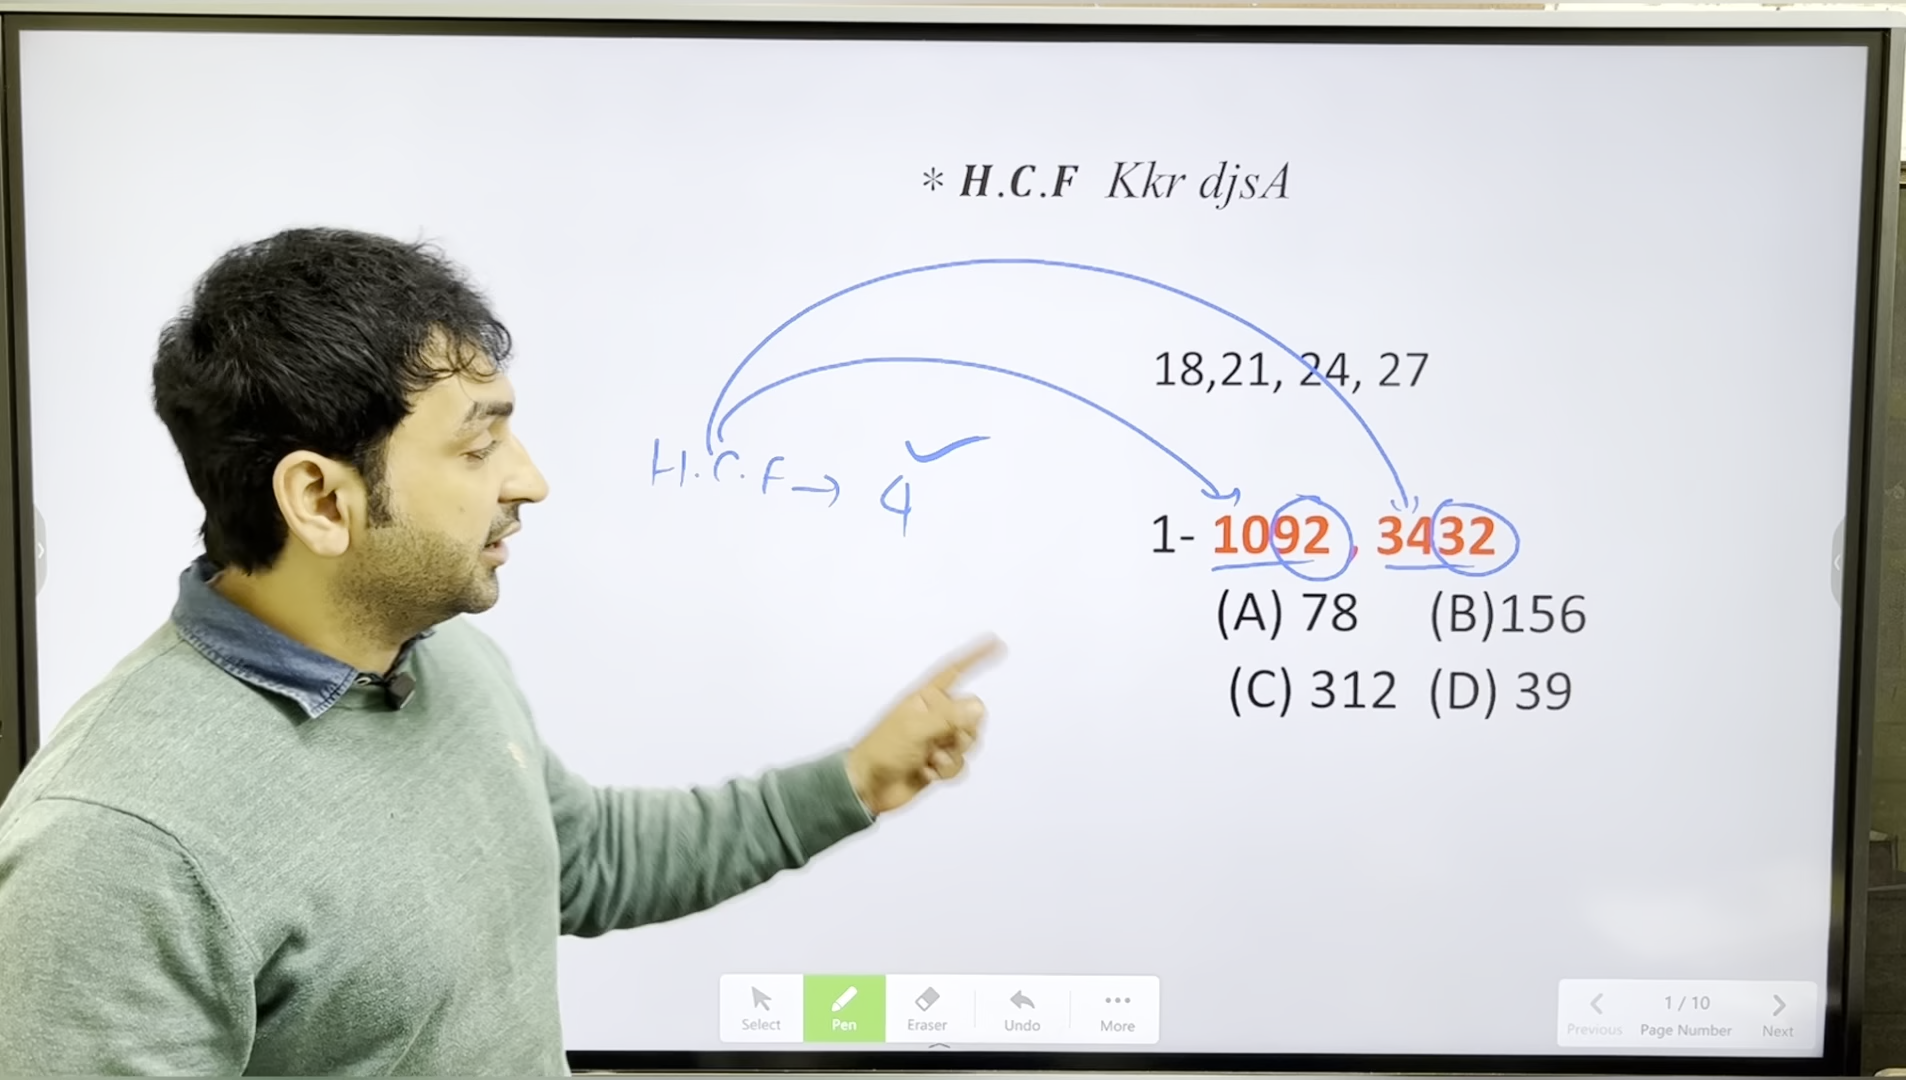 * H.C.F Kkr djsA
18,21, 24, 27
H.C.F → 4 ✓
1- 1092 , 3432
(A) 78 (B)156
(C) 312 (D) 39
Select Pen Eraser Undo More
1 / 10
Previous Page Number Next